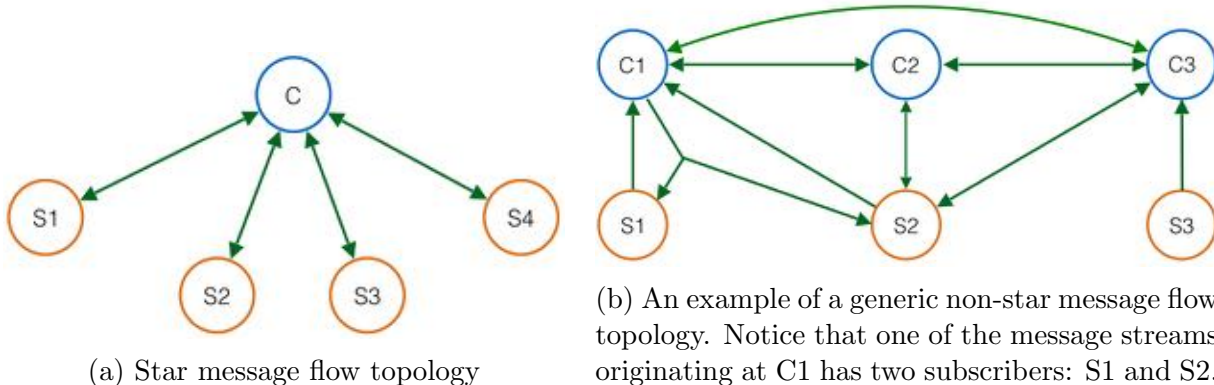 C1
C2
C3
C
S1
S4
S1
S2
S3
S2
S3
(b) An example of a generic non-star message flow
topology. Notice that one of the message streams
originating at C1 has two subscribers: S1 and S2.
(a) Star message flow topology